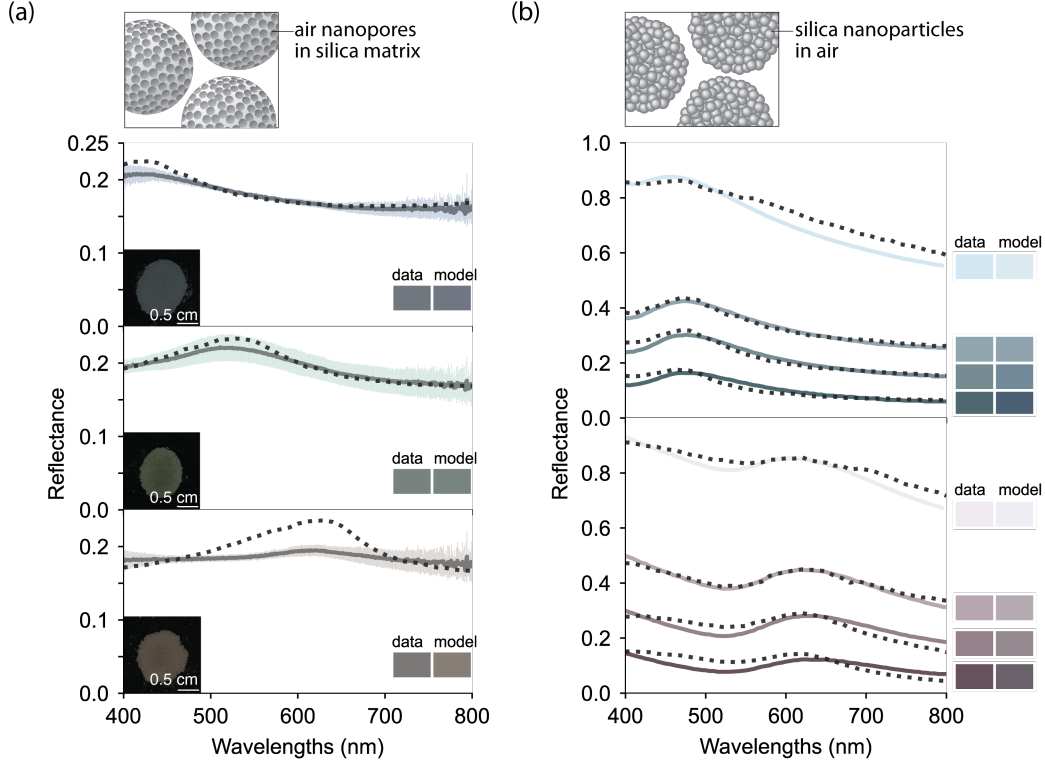 (a)
air nanopores
in silica matrix
0.25
0.2
0.1
0.0
data model
0.5 cm
0.2
0.1
0.0
data model
0.5 cm
0.2
0.1
0.0
data model
0.5 cm
Reflectance
400 500 600 700 800
Wavelengths (nm)
(b)
silica nanoparticles
in air
1.0
0.8
0.6
0.4
0.2
0.0
data model
0.8
0.6
0.4
0.2
0.0
data model
Reflectance
400 500 600 700 800
Wavelengths (nm)